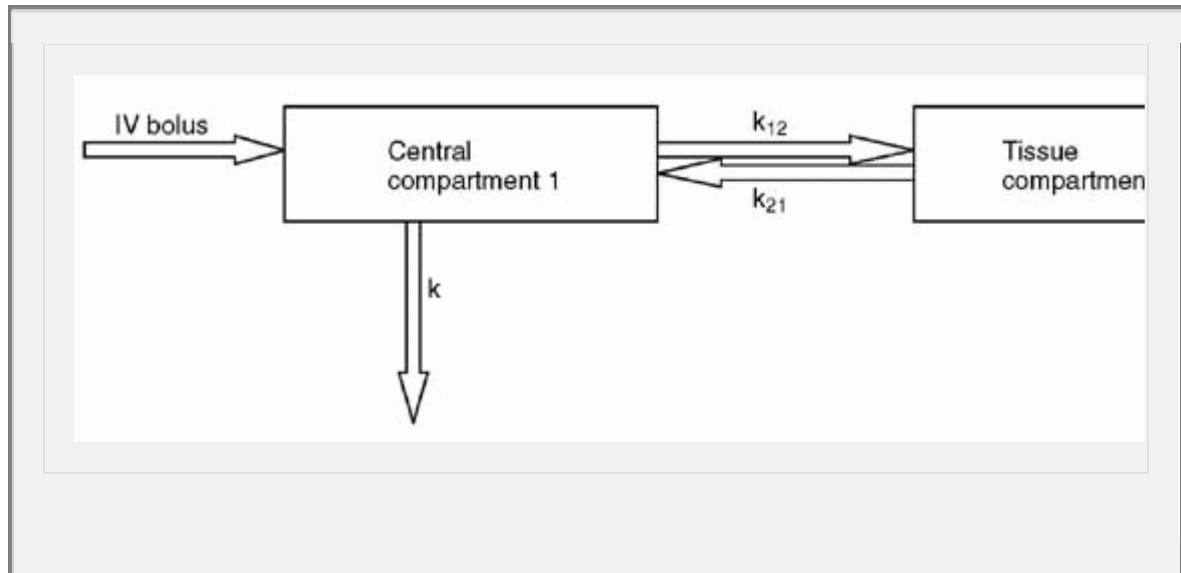 IV bolus
Central
compartment 1
k₁₂
k₂₁
Tissue
compartmen
k